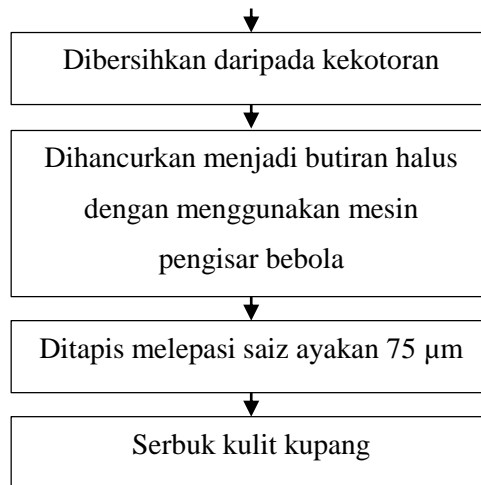 Dibersihkan daripada kekotoran
Dihancurkan menjadi butiran halus
dengan menggunakan mesin
pengisar bebola
Ditapis melepasi saiz ayakan 75 µm
Serbuk kulit kupang